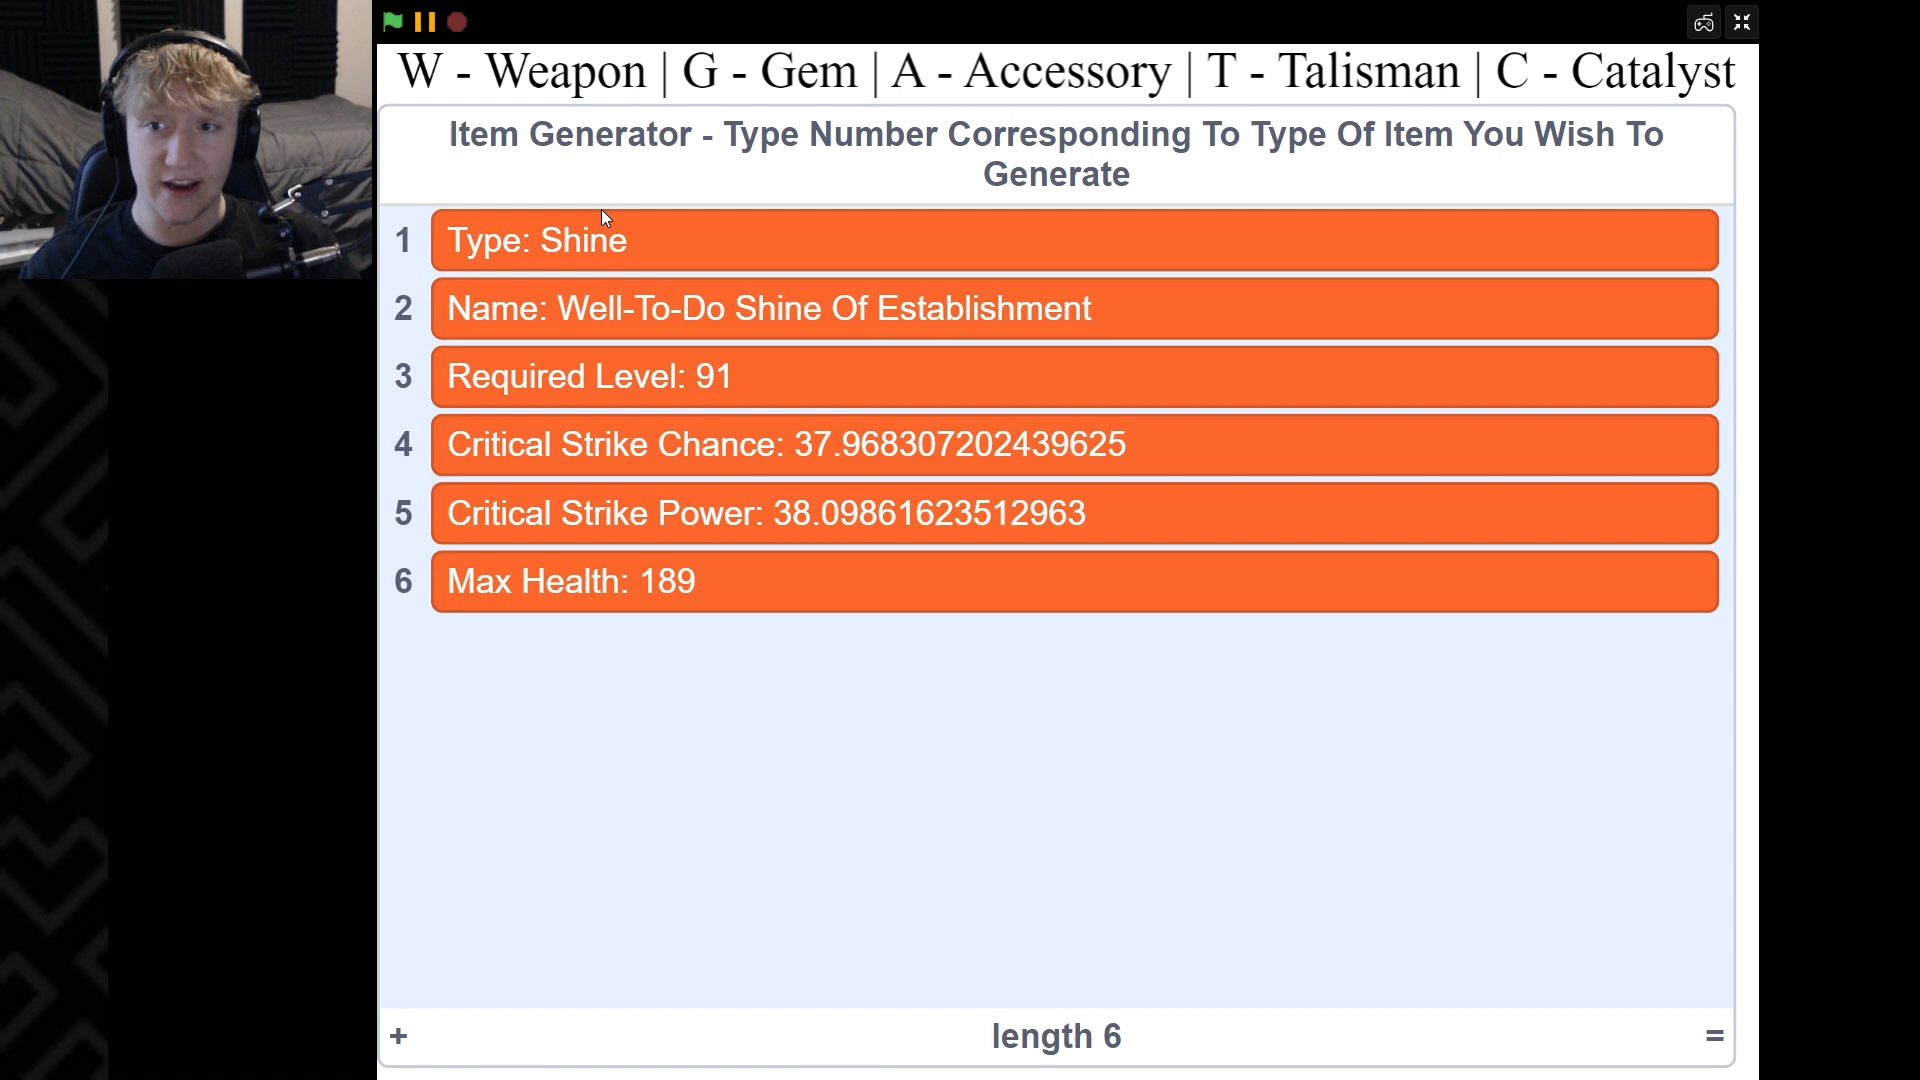 W - Weapon | G - Gem | A - Accessory | T - Talisman | C - Catalyst
Item Generator - Type Number Corresponding To Type Of Item You Wish To
Generate
1 Type: Shine
2 Name: Well-To-Do Shine Of Establishment
3 Required Level: 91
4 Critical Strike Chance: 37.968307202439625
5 Critical Strike Power: 38.09861623512963
6 Max Health: 189
+ length 6 =